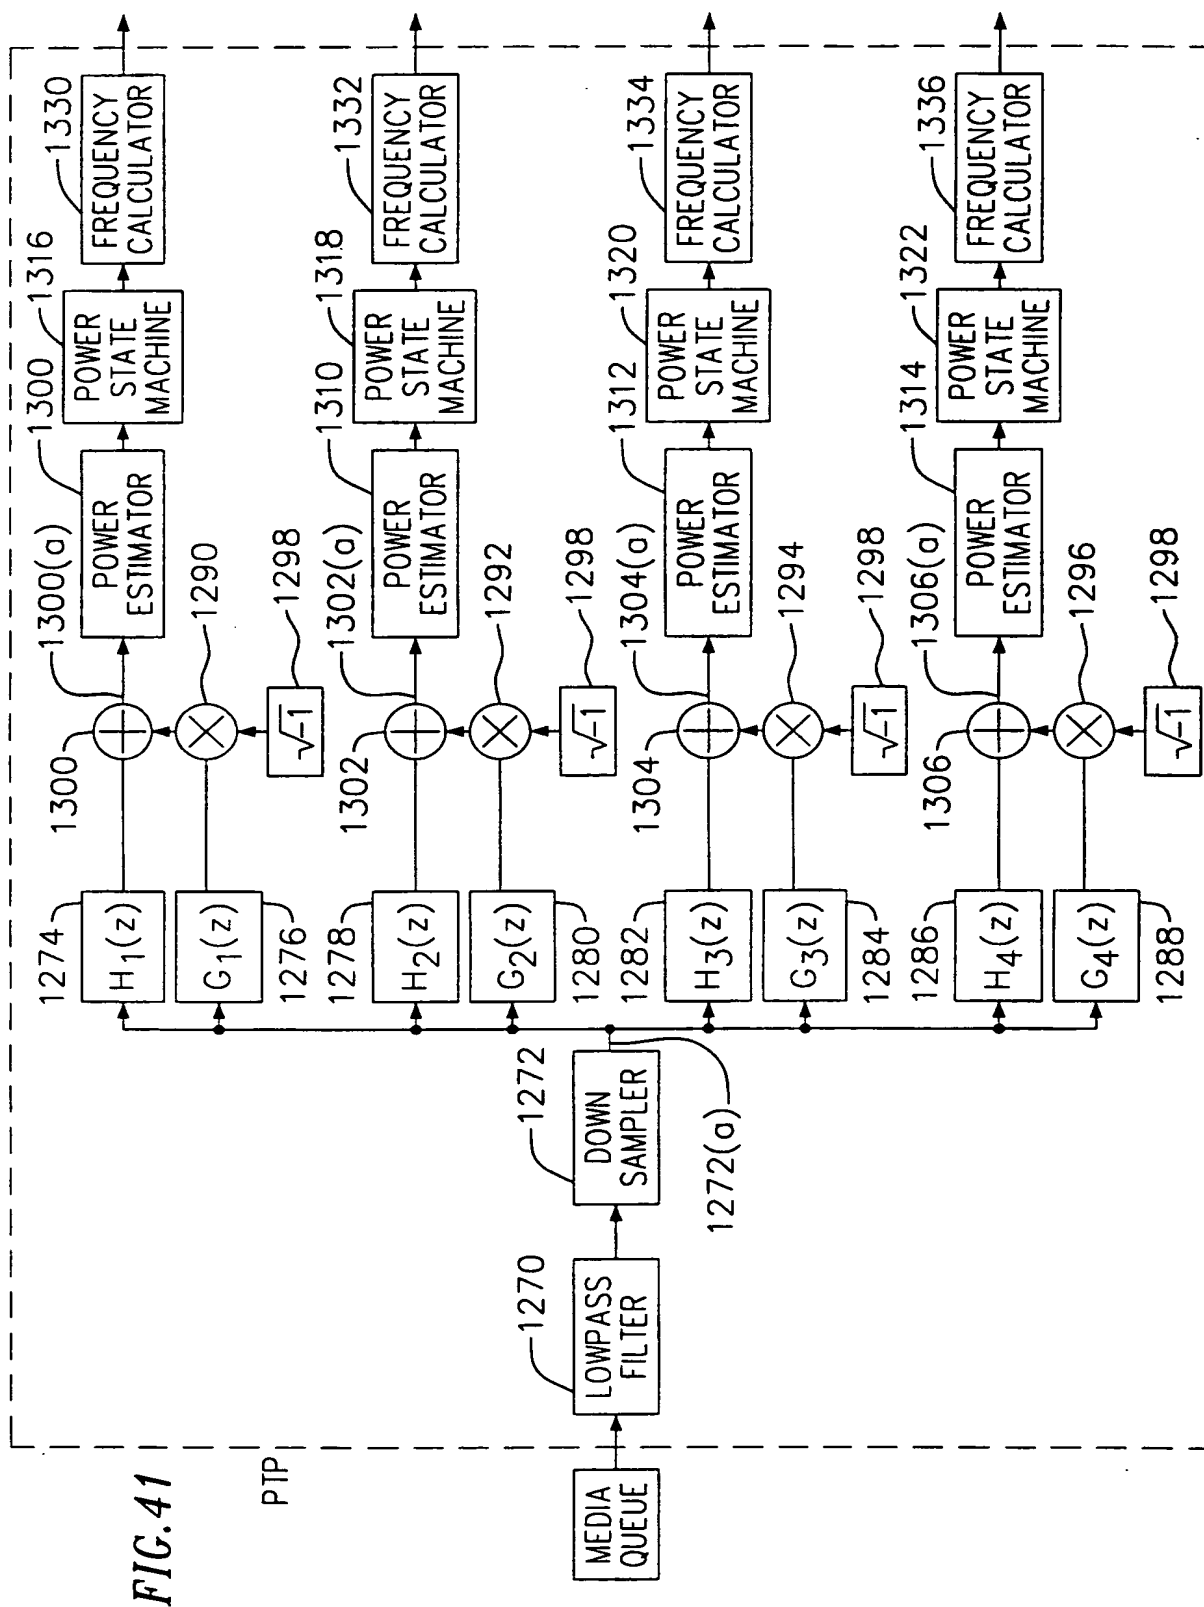 FIG.41
PTP
MEDIA
QUEUE
1270
LOWPASS
FILTER
1272
DOWN
SAMPLER
1272(a)
1274
H1(z)
G1(z)
1276
1300
1300(a)
1290
√-1
1298
1300
POWER
ESTIMATOR
1316
POWER
STATE
MACHINE
1330
FREQUENCY
CALCULATOR
1278
H2(z)
G2(z)
1280
1302
1302(a)
1292
√-1
1298
1310
POWER
ESTIMATOR
1318
POWER
STATE
MACHINE
1332
FREQUENCY
CALCULATOR
1282
H3(z)
G3(z)
1284
1304
1304(a)
1294
√-1
1298
1312
POWER
ESTIMATOR
1320
POWER
STATE
MACHINE
1334
FREQUENCY
CALCULATOR
1286
H4(z)
G4(z)
1288
1306
1306(a)
1296
√-1
1298
1314
POWER
ESTIMATOR
1322
POWER
STATE
MACHINE
1336
FREQUENCY
CALCULATOR